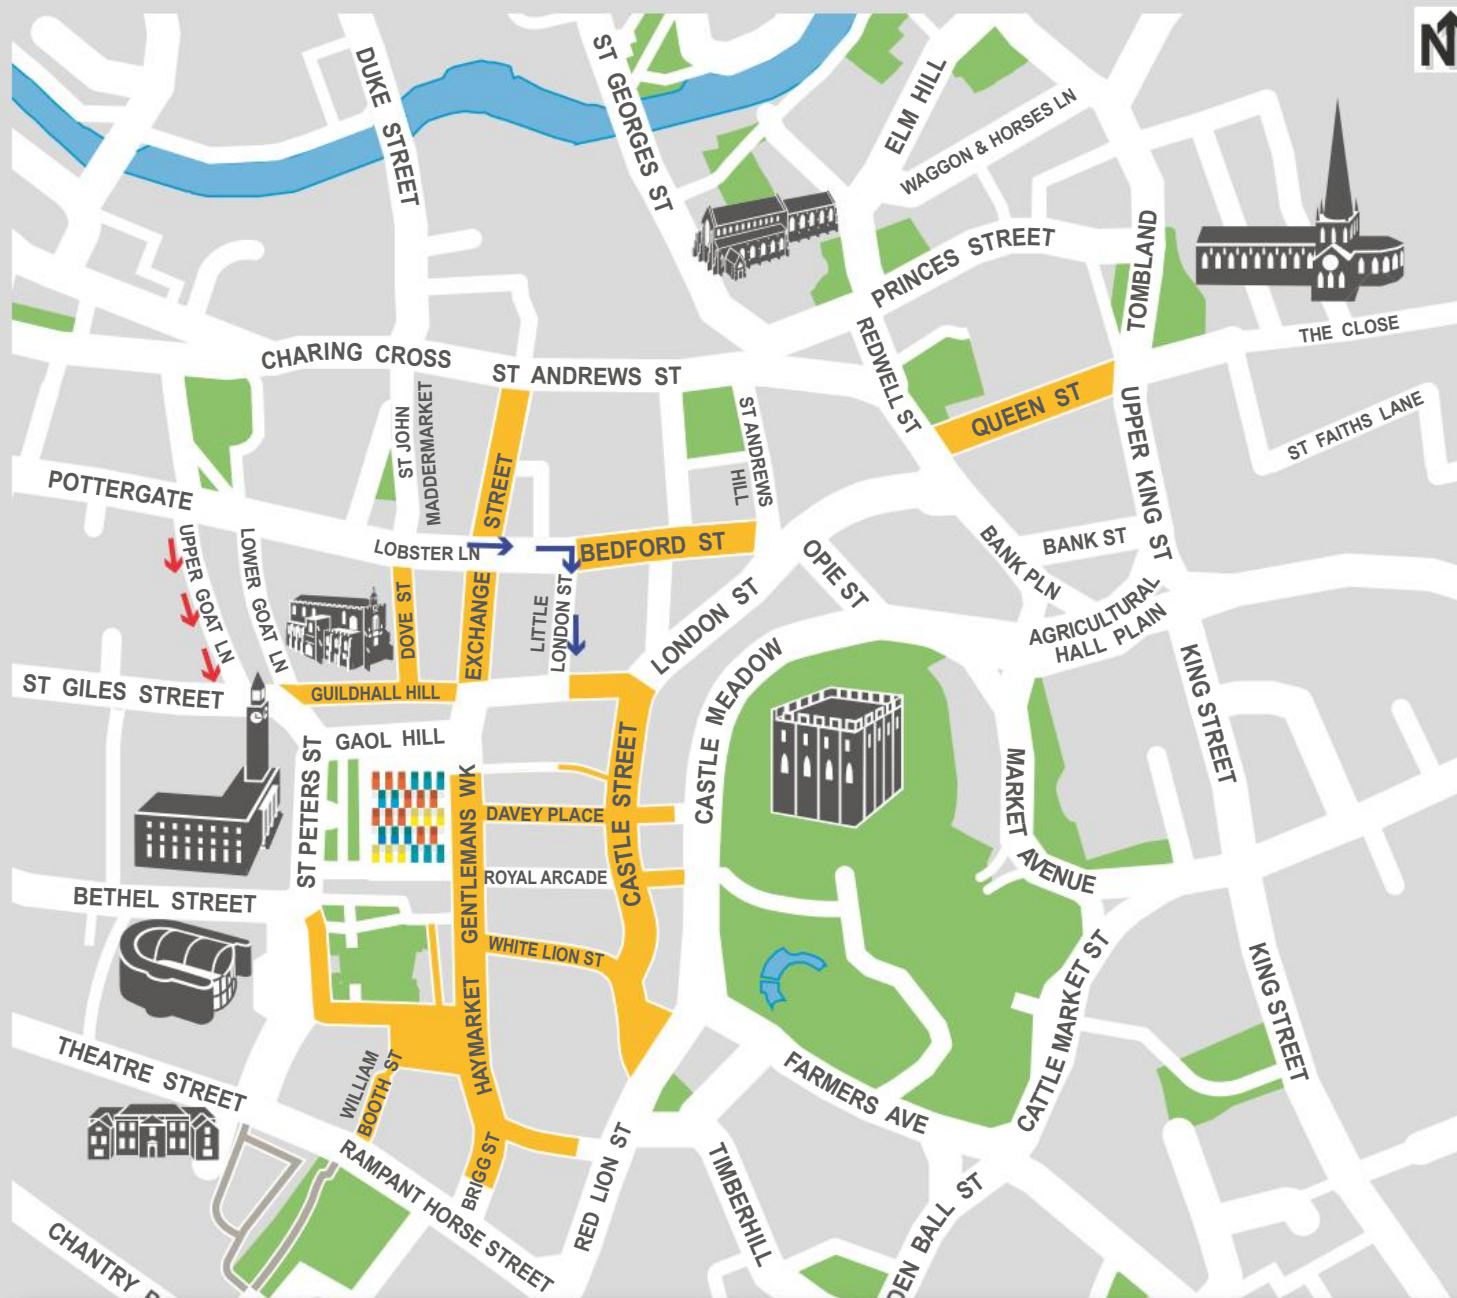 N
DUKE STREET
ST GEORGES ST
ELM HILL
WAGGON & HORSES LN
PRINCES STREET
TOMBLAND
THE CLOSE
CHARING CROSS
ST ANDREWS ST
REDWELL ST
QUEEN ST
UPPER KING ST
ST FAITHS LANE
ST JOHN
MADDERMARKET
ST ANDREWS
HILL
POTTERGATE
UPPER GOAT LN
LOWER GOAT LN
LOBSTER LN
EXCHANGE STREET
BEDFORD ST
OPIE ST
BANK PLN
BANK ST
AGRICULTURAL
HALL PLAIN
DOVE ST
LITTLE
LONDON ST
LONDON ST
ST GILES STREET
GUILDHALL HILL
GAOL HILL
CASTLE MEADOW
KING STREET
ST PETERS ST
GENTLEMANS WK
DAVEY PLACE
CASTLE STREET
MARKET AVENUE
ROYAL ARCADE
BETHEL STREET
WHITE LION ST
HAYMARKET
CATTLE MARKET ST
KING STREET
THEATRE STREET
WILLIAM
BOOTH ST
FARMERS AVE
BRIGG ST
RAMPANT HORSE STREET
RED LION ST
TIMBERHILL
DEN BALL ST
CHANTRY